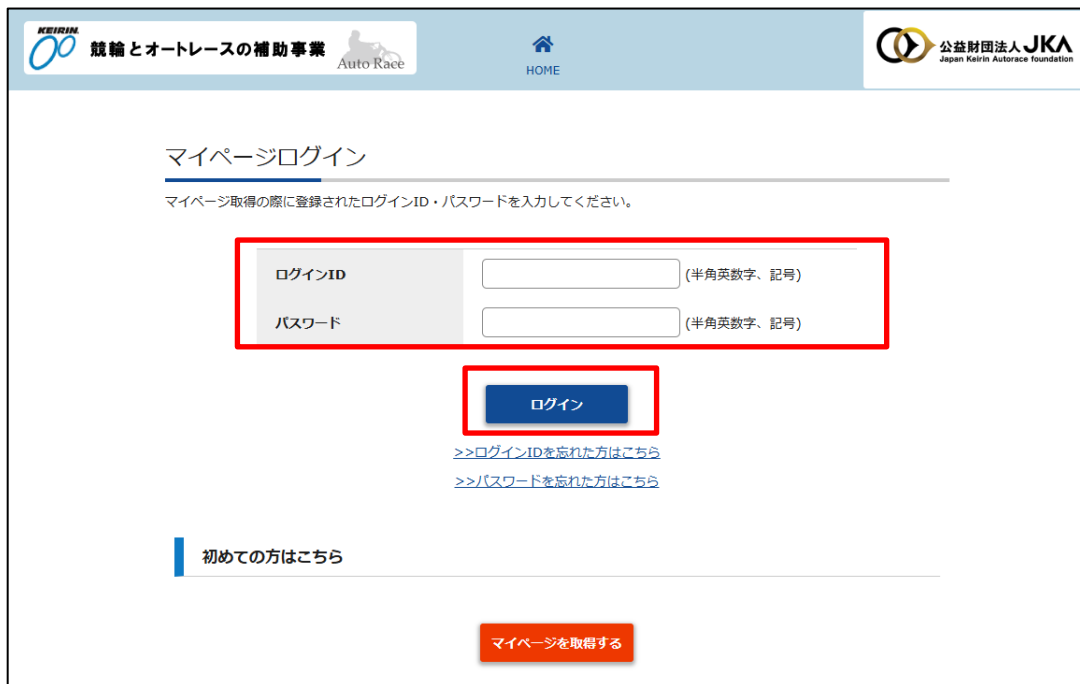 KEIRIN
競輪とオートレースの補助事業
Auto Race
HOME
公益財団法人 JKA
Japan Keirin Autorace foundation
マイページログイン
マイページ取得の際に登録されたログインID・パスワードを入力してください。
ログインID (半角英数字、記号)
パスワード (半角英数字、記号)
ログイン
>>ログインIDを忘れた方はこちら
>>パスワードを忘れた方はこちら
初めての方はこちら
マイページを取得する